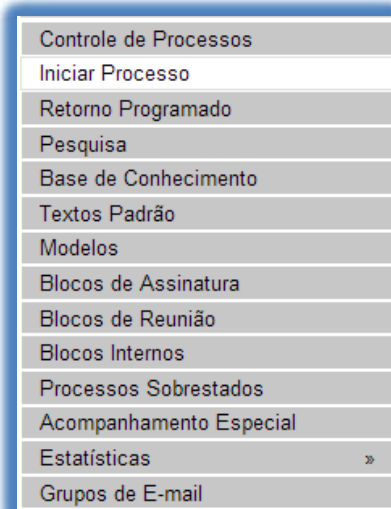 Controle de Processos
Iniciar Processo
Retorno Programado
Pesquisa
Base de Conhecimento
Textos Padrão
Modelos
Blocos de Assinatura
Blocos de Reunião
Blocos Internos
Processos Sobrestados
Acompanhamento Especial
Estatísticas »
Grupos de E-mail